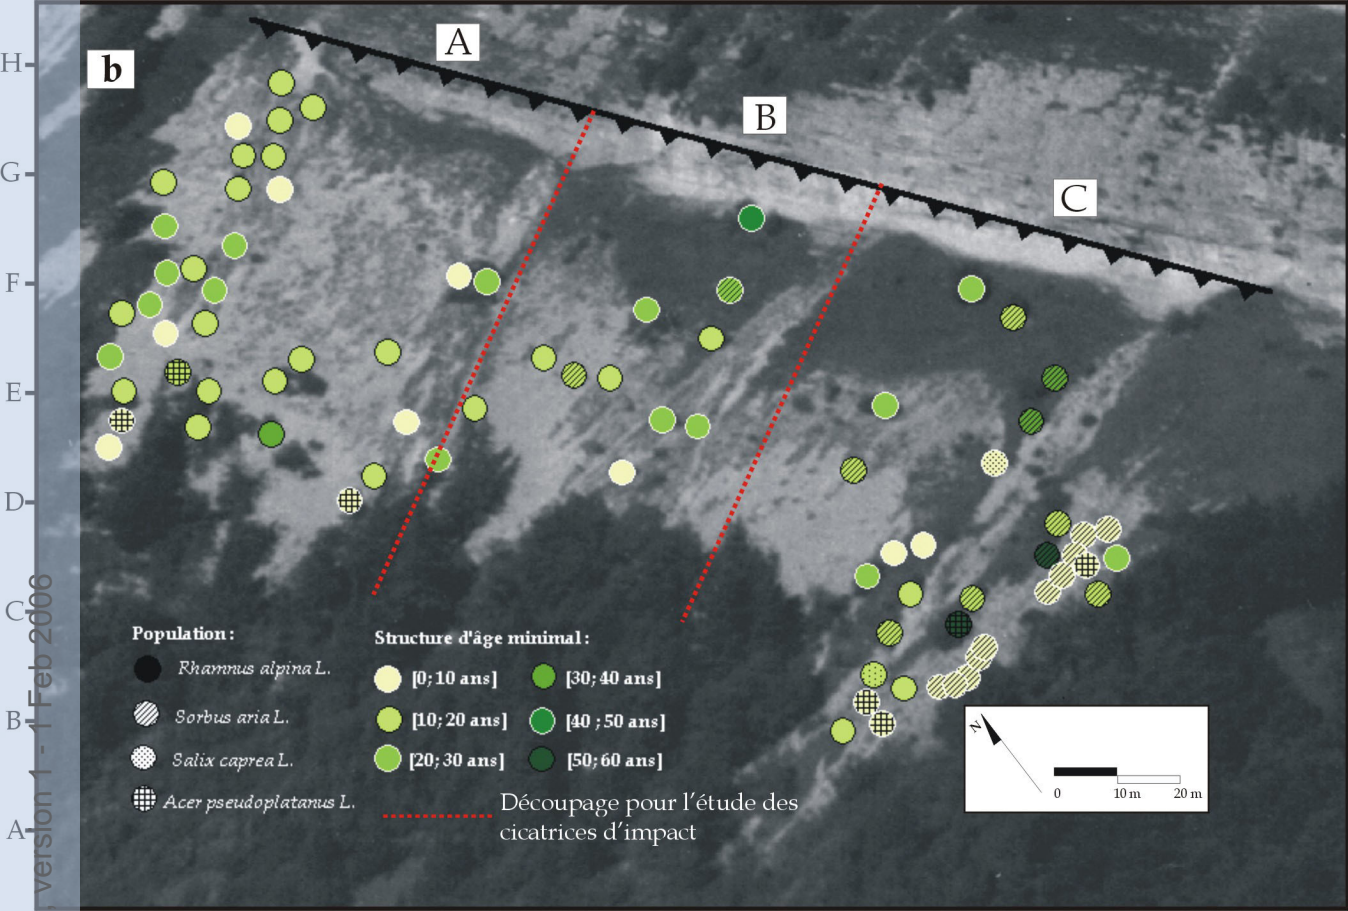 H
G
F
E
D
C
B
A
b
A
B
C
, version 1 - 1 Feb 2006
Population :
Rhamnus alpina L.
Sorbus aria L.
Salix caprea L.
Acer pseudoplatanus L.
Structure d'âge minimal :
[0; 10 ans]
[10; 20 ans]
[20; 30 ans]
[30; 40 ans]
[40 ; 50 ans]
[50; 60 ans]
Découpage pour l'étude des
cicatrices d'impact
N
0 10 m 20 m